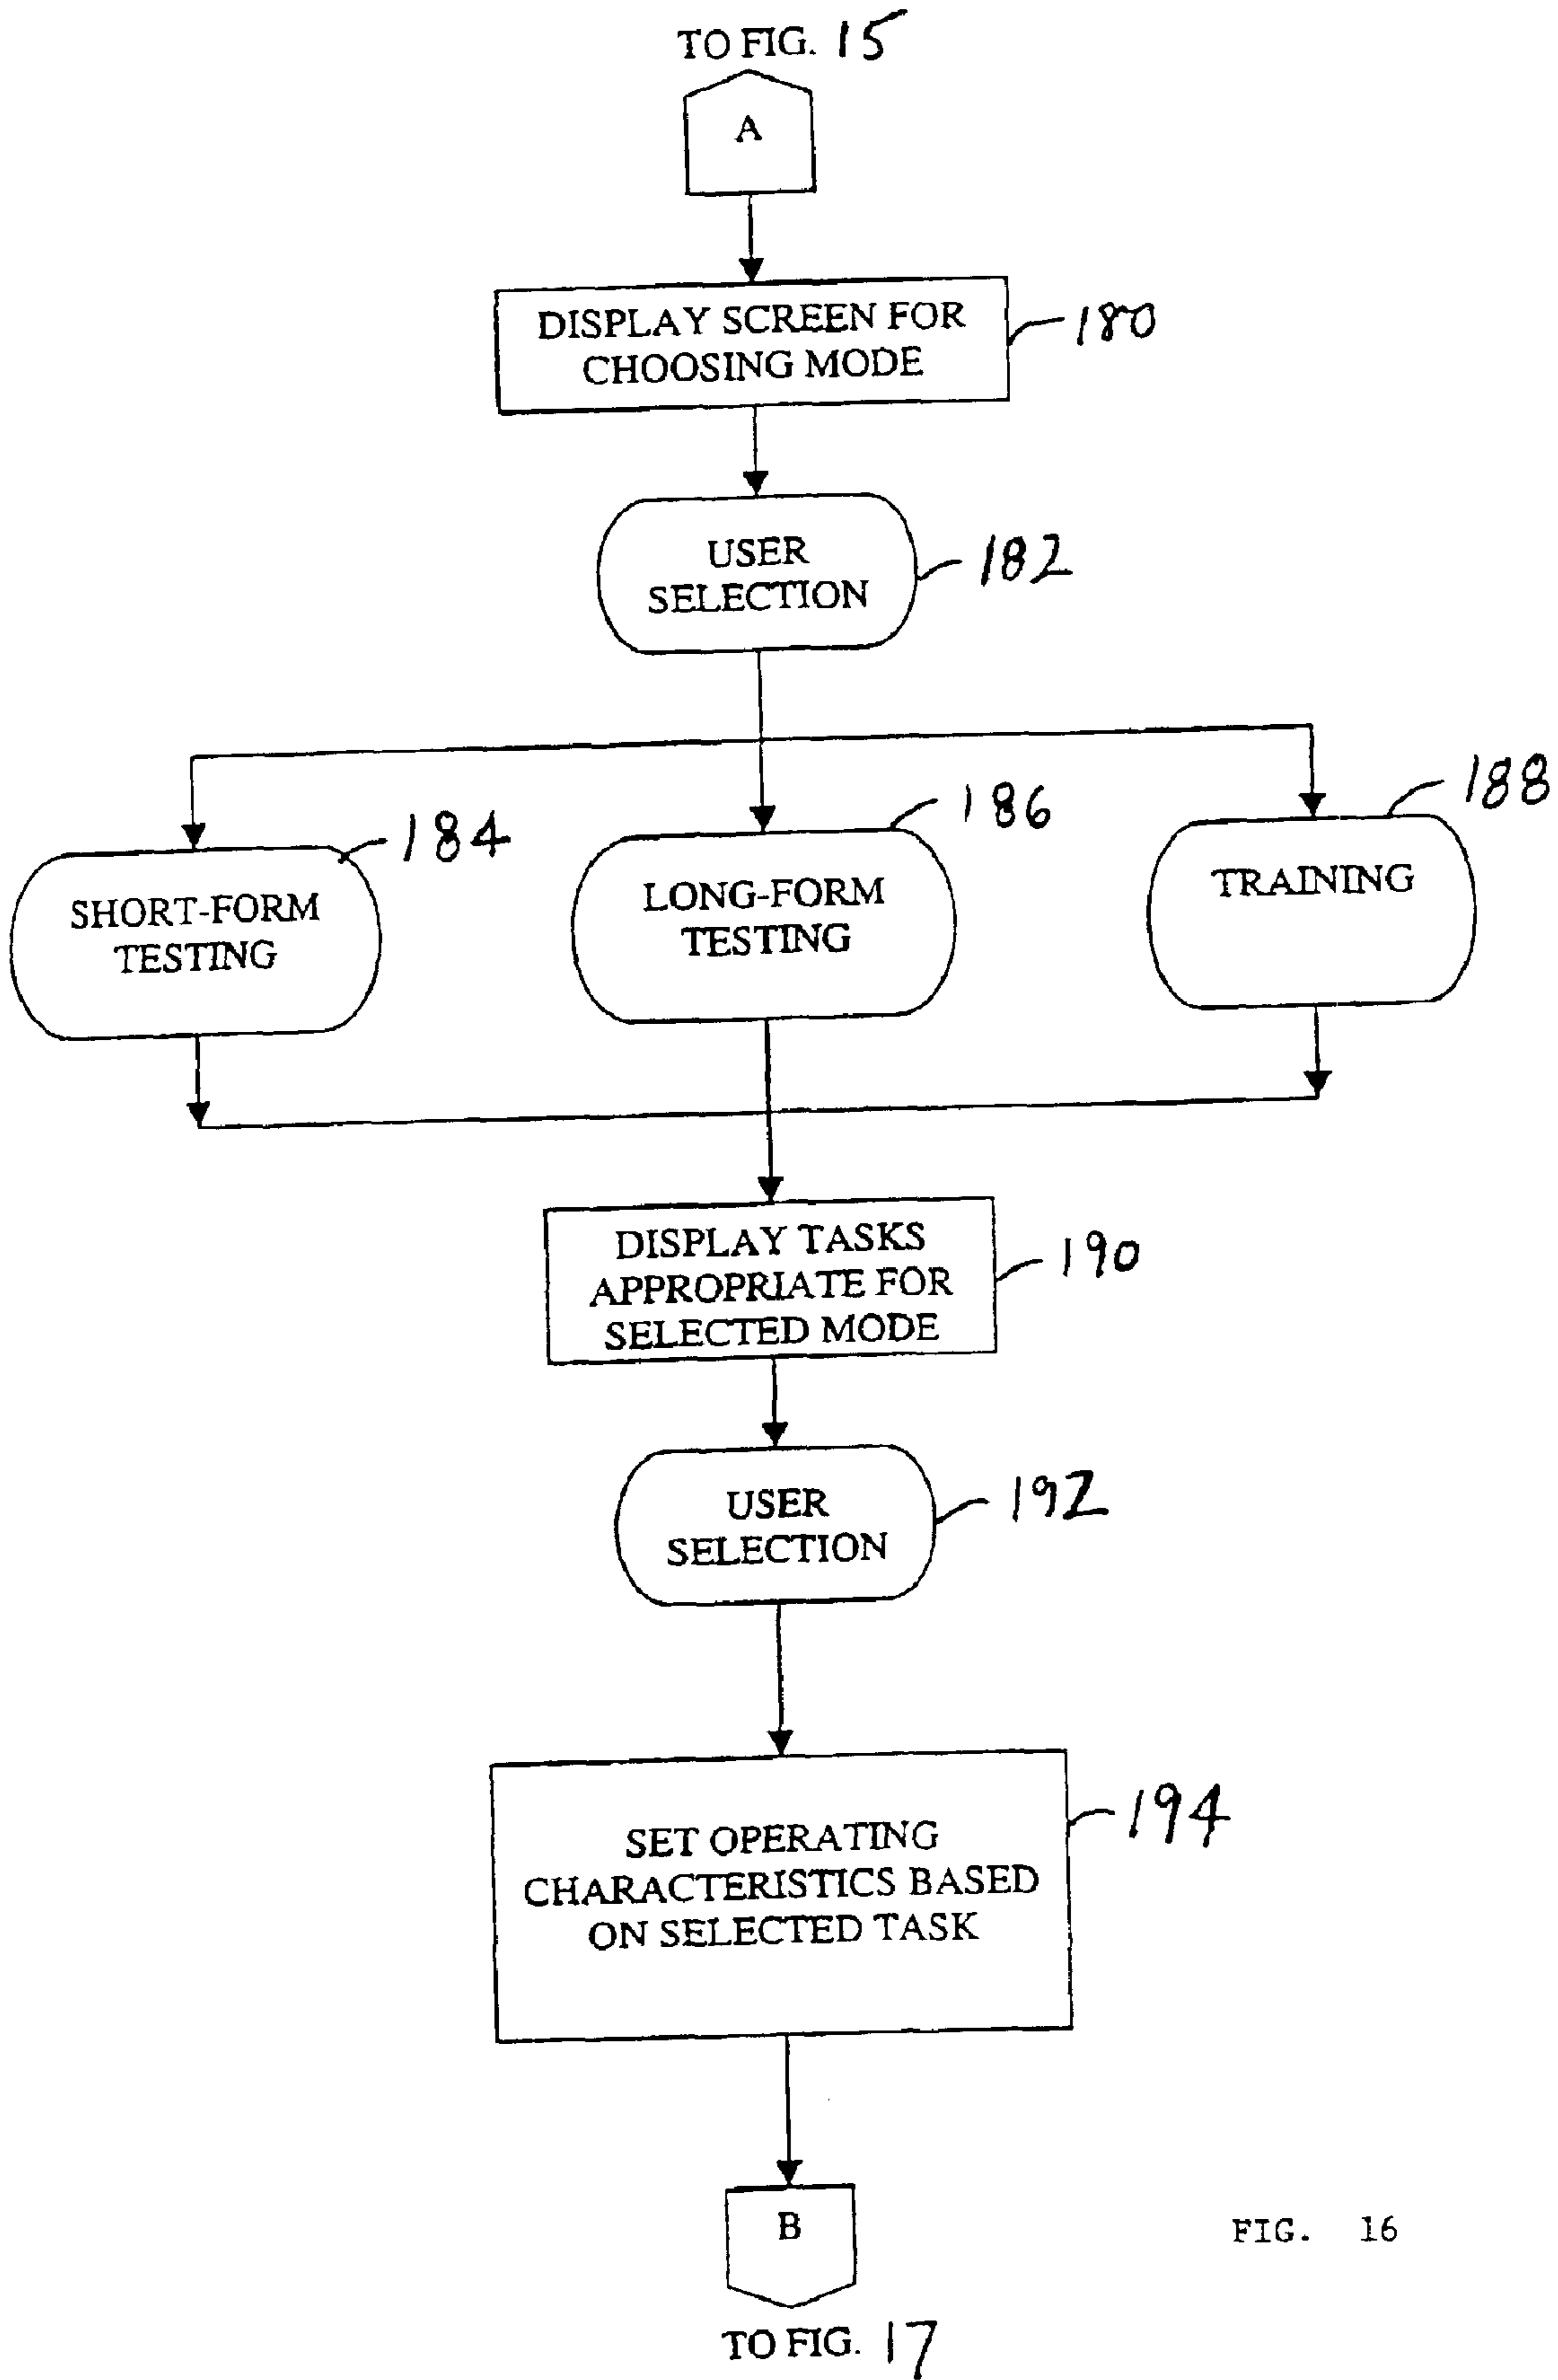 TO FIG. 15
A
DISPLAY SCREEN FOR
CHOOSING MODE
180
USER
SELECTION
182
184
186
188
SHORT-FORM
TESTING
LONG-FORM
TESTING
TRAINING
DISPLAY TASKS
APPROPRIATE FOR
SELECTED MODE
190
USER
SELECTION
192
SET OPERATING
CHARACTERISTICS BASED
ON SELECTED TASK
194
B
FIG. 16
TO FIG. 17